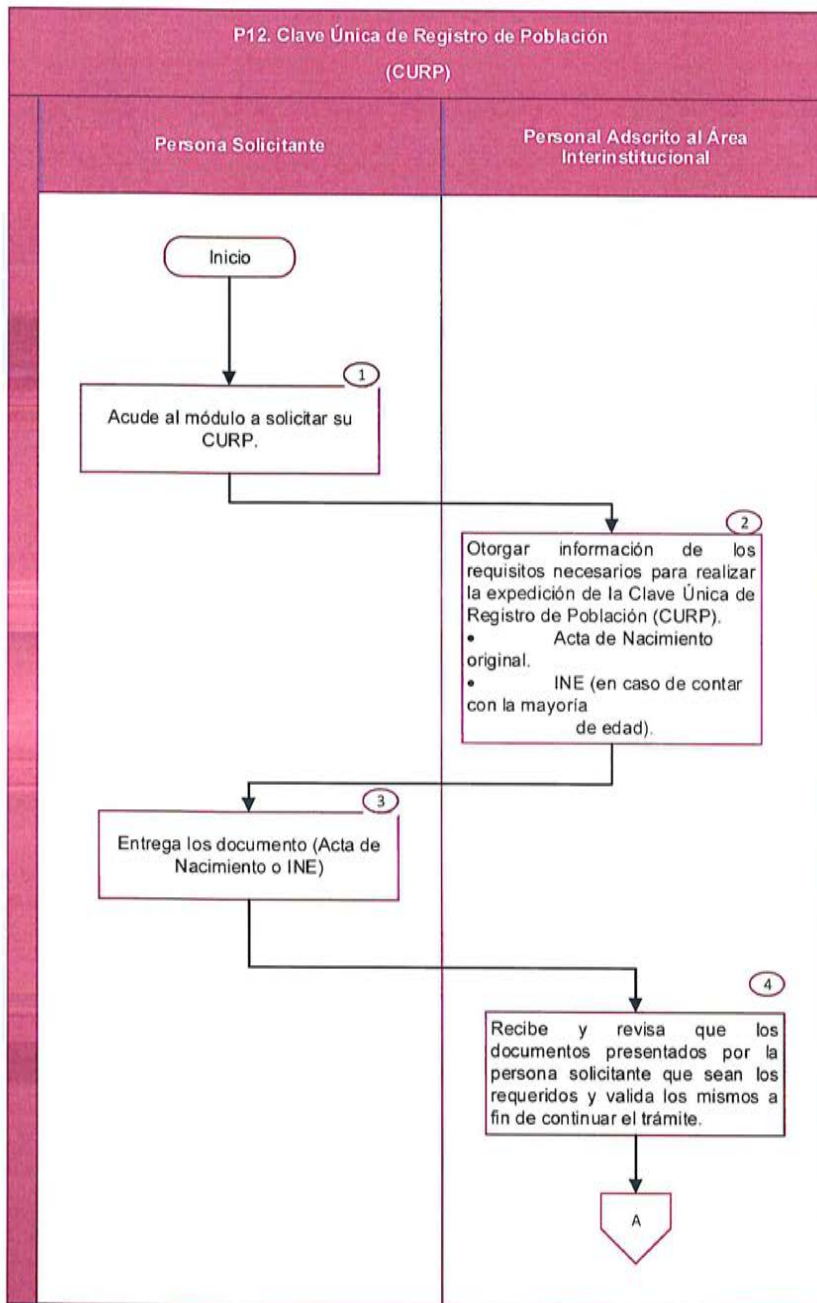 P12. Clave Única de Registro de Población
(CURP)
Persona Solicitante
Personal Adscrito al Área
Interinstitucional
Inicio
1
Acude al módulo a solicitar su
CURP.
2
Otorgar información de los
requisitos necesarios para realizar
la expedición de la Clave Única de
Registro de Población (CURP).
• Acta de Nacimiento
original.
• INE (en caso de contar
con la mayoría
de edad).
3
Entrega los documento (Acta de
Nacimiento o INE)
4
Recibe y revisa que los
documentos presentados por la
persona solicitante que sean los
requeridos y valida los mismos a
fin de continuar el trámite.
A